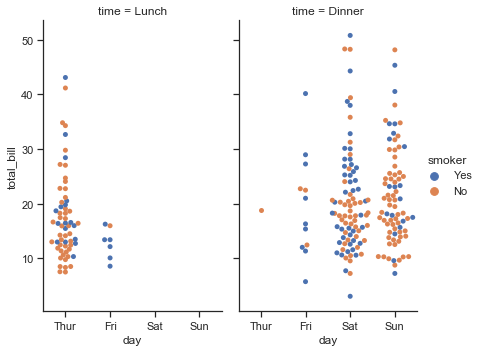 time = Lunch
time = Dinner
50
40
30
20
10
total_bill
Thur Fri Sat Sun
day
Thur Fri Sat Sun
day
smoker
Yes
No